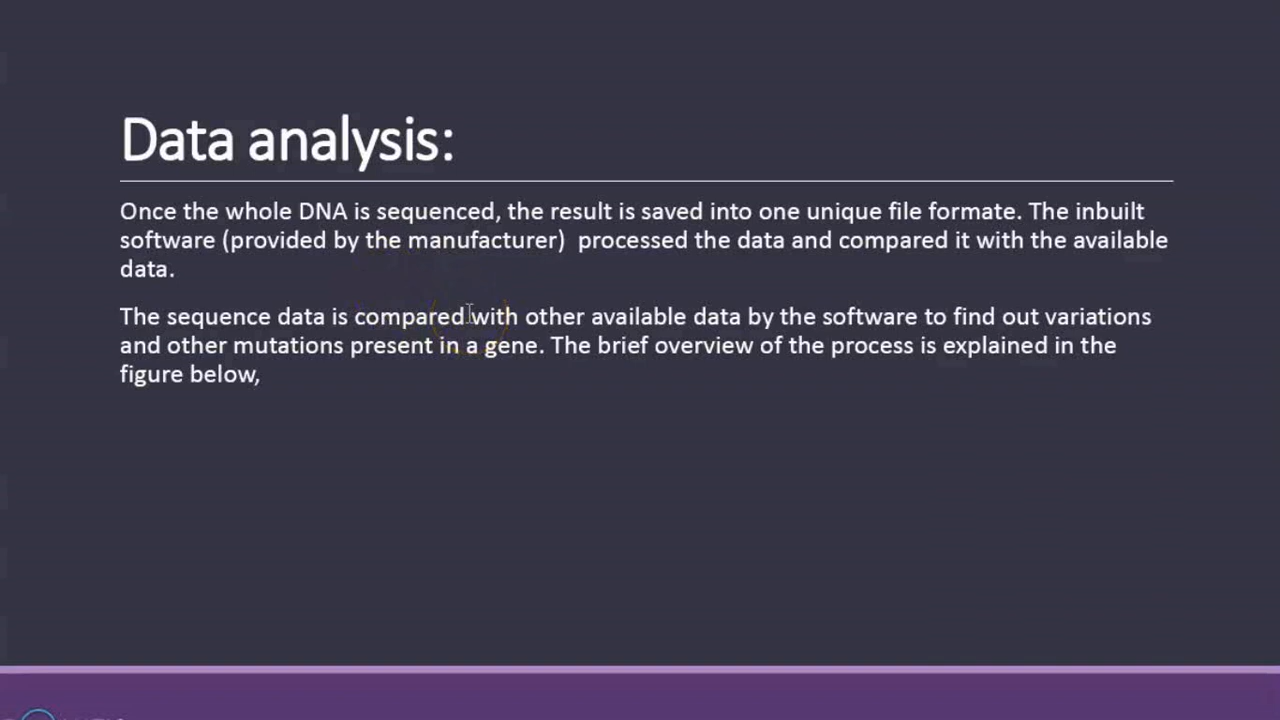 Data analysis:
Once the whole DNA is sequenced, the result is saved into one unique file formate. The inbuilt
software (provided by the manufacturer)  processed the data and compared it with the available
data.
The sequence data is compared with other available data by the software to find out variations
and other mutations present in a gene. The brief overview of the process is explained in the
figure below,